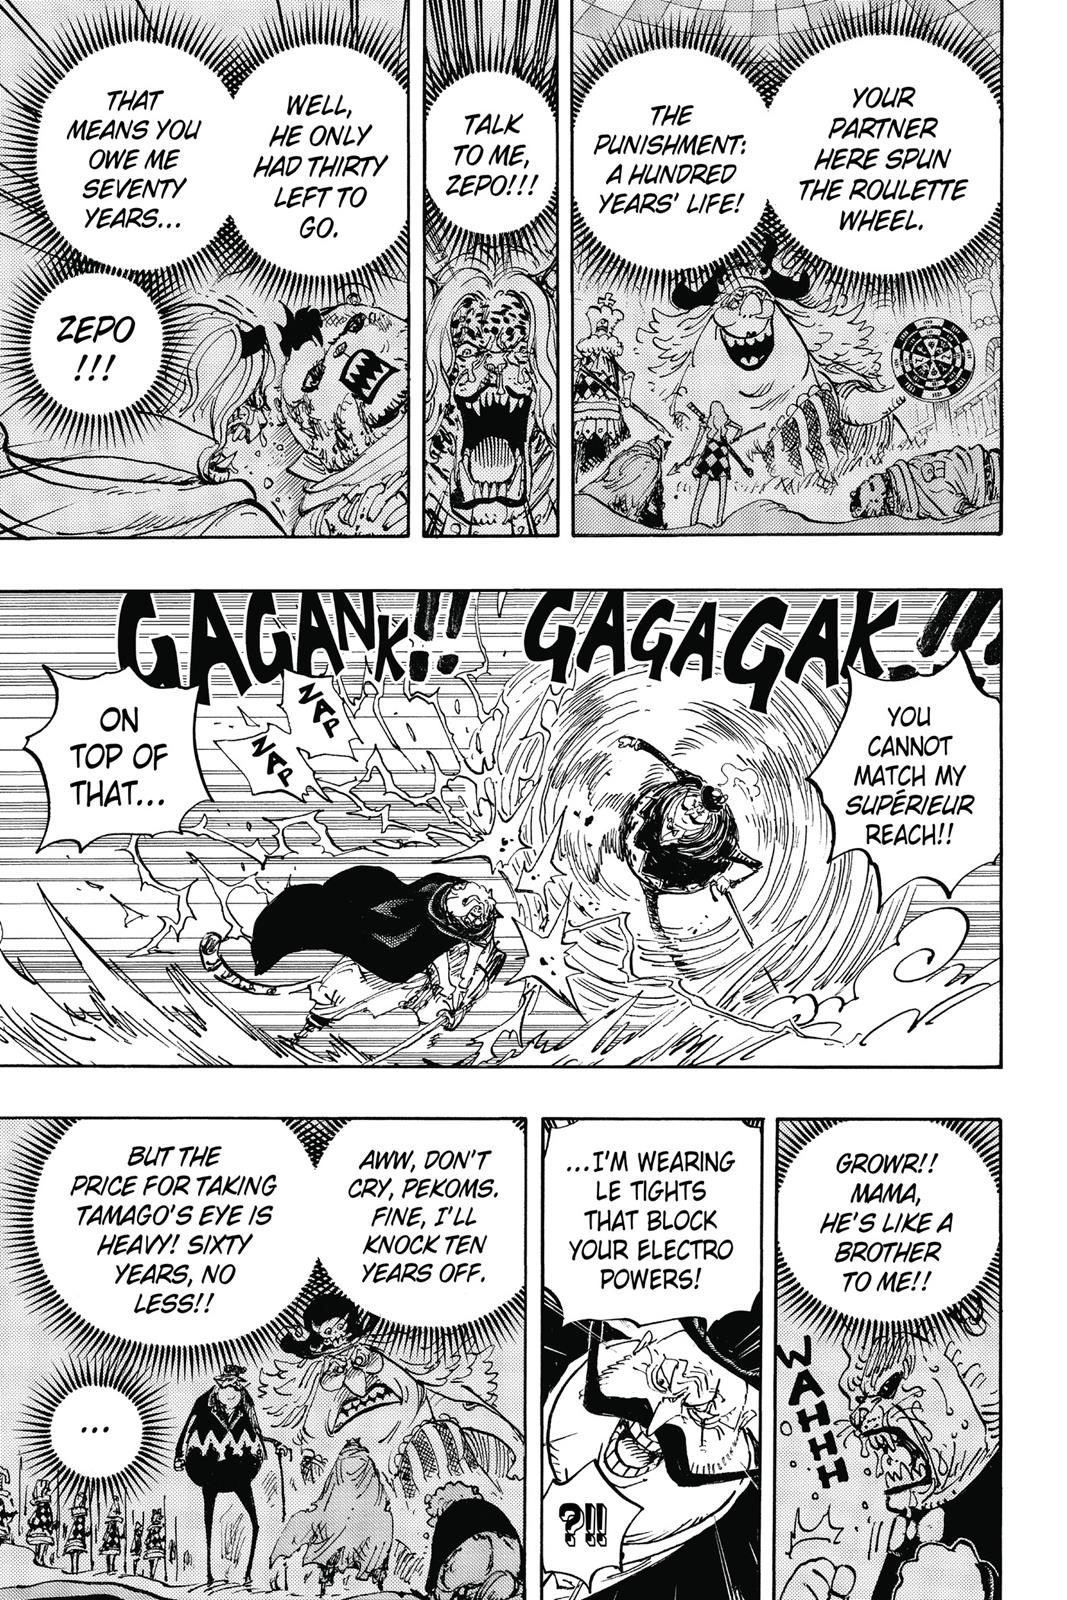 YOUR
PARTNER
HERE SPUN
THE ROULETTE
WHEEL.
THE
PUNISHMENT:
A HUNDRED
YEARS' LIFE!
TALK
TO ME,
ZEPO!!!
WELL,
HE ONLY
HAD THIRTY
LEFT TO
GO.
THAT
MEANS YOU
OWE ME
SEVENTY
YEARS...
ZEPO
!!!
GAGAGAGAK!!!
YOU
CANNOT
MATCH MY
SUPÉRIEUR
REACH!!
GAGANK!!
ZAP
ZAP
ON
TOP OF
THAT...
GROWR!!
MAMA,
HE'S LIKE A
BROTHER
TO ME!!
WAHHH
...I'M WEARING
LE TIGHTS
THAT BLOCK
YOUR ELECTRO
POWERS!
?!!
AWW, DON'T
CRY, PEKOMS.
FINE, I'LL
KNOCK TEN
YEARS OFF.
BUT THE
PRICE FOR TAKING
TAMAGO'S EYE IS
HEAVY! SIXTY
YEARS, NO
LESS!!
...